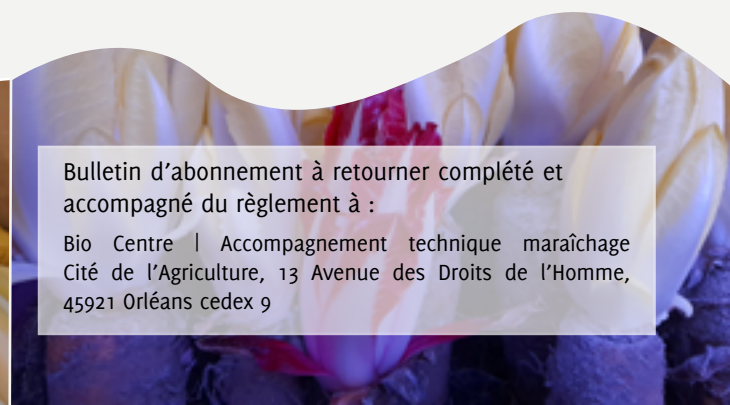 Bulletin d'abonnement à retourner complété et
accompagné du règlement à :
Bio Centre | Accompagnement technique maraîchage
Cité de l'Agriculture, 13 Avenue des Droits de l'Homme,
45921 Orléans cedex 9